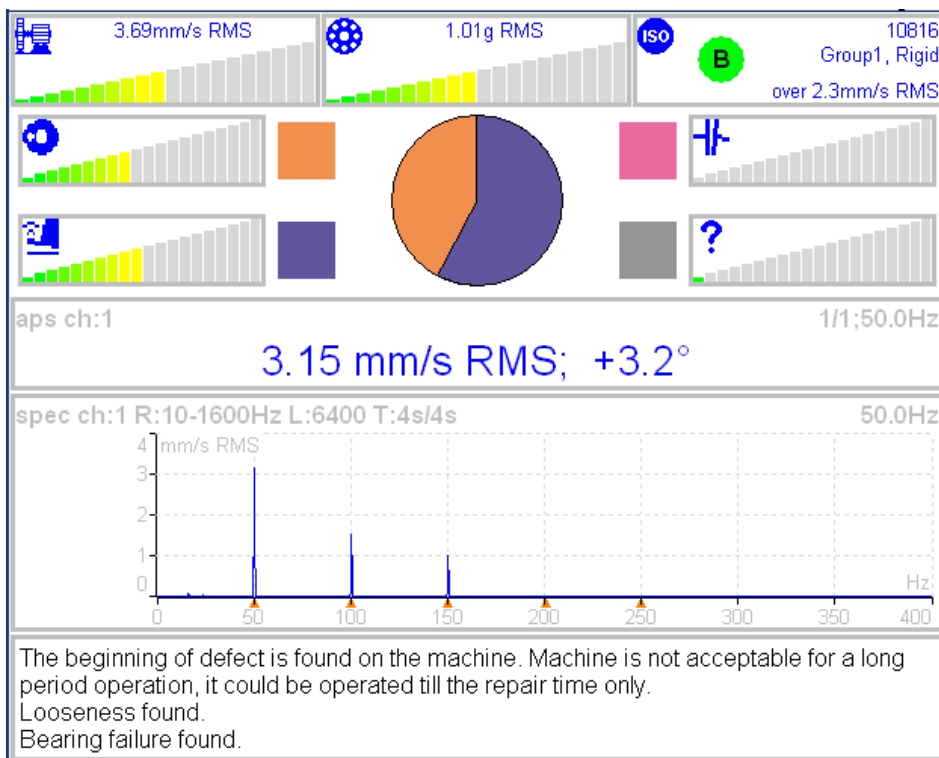 3.69mm/s RMS
1.01g RMS
ISO
10816
B
Group1, Rigid
over 2.3mm/s RMS
?
aps ch:1
1/1;50.0Hz
3.15 mm/s RMS; +3.2°
spec ch:1 R:10-1600Hz L:6400 T:4s/4s
50.0Hz
4 mm/s RMS
3
2
1
0
Hz
0 50 100 150 200 250 300 350 400
The beginning of defect is found on the machine. Machine is not acceptable for a long
period operation, it could be operated till the repair time only.
Looseness found.
Bearing failure found.